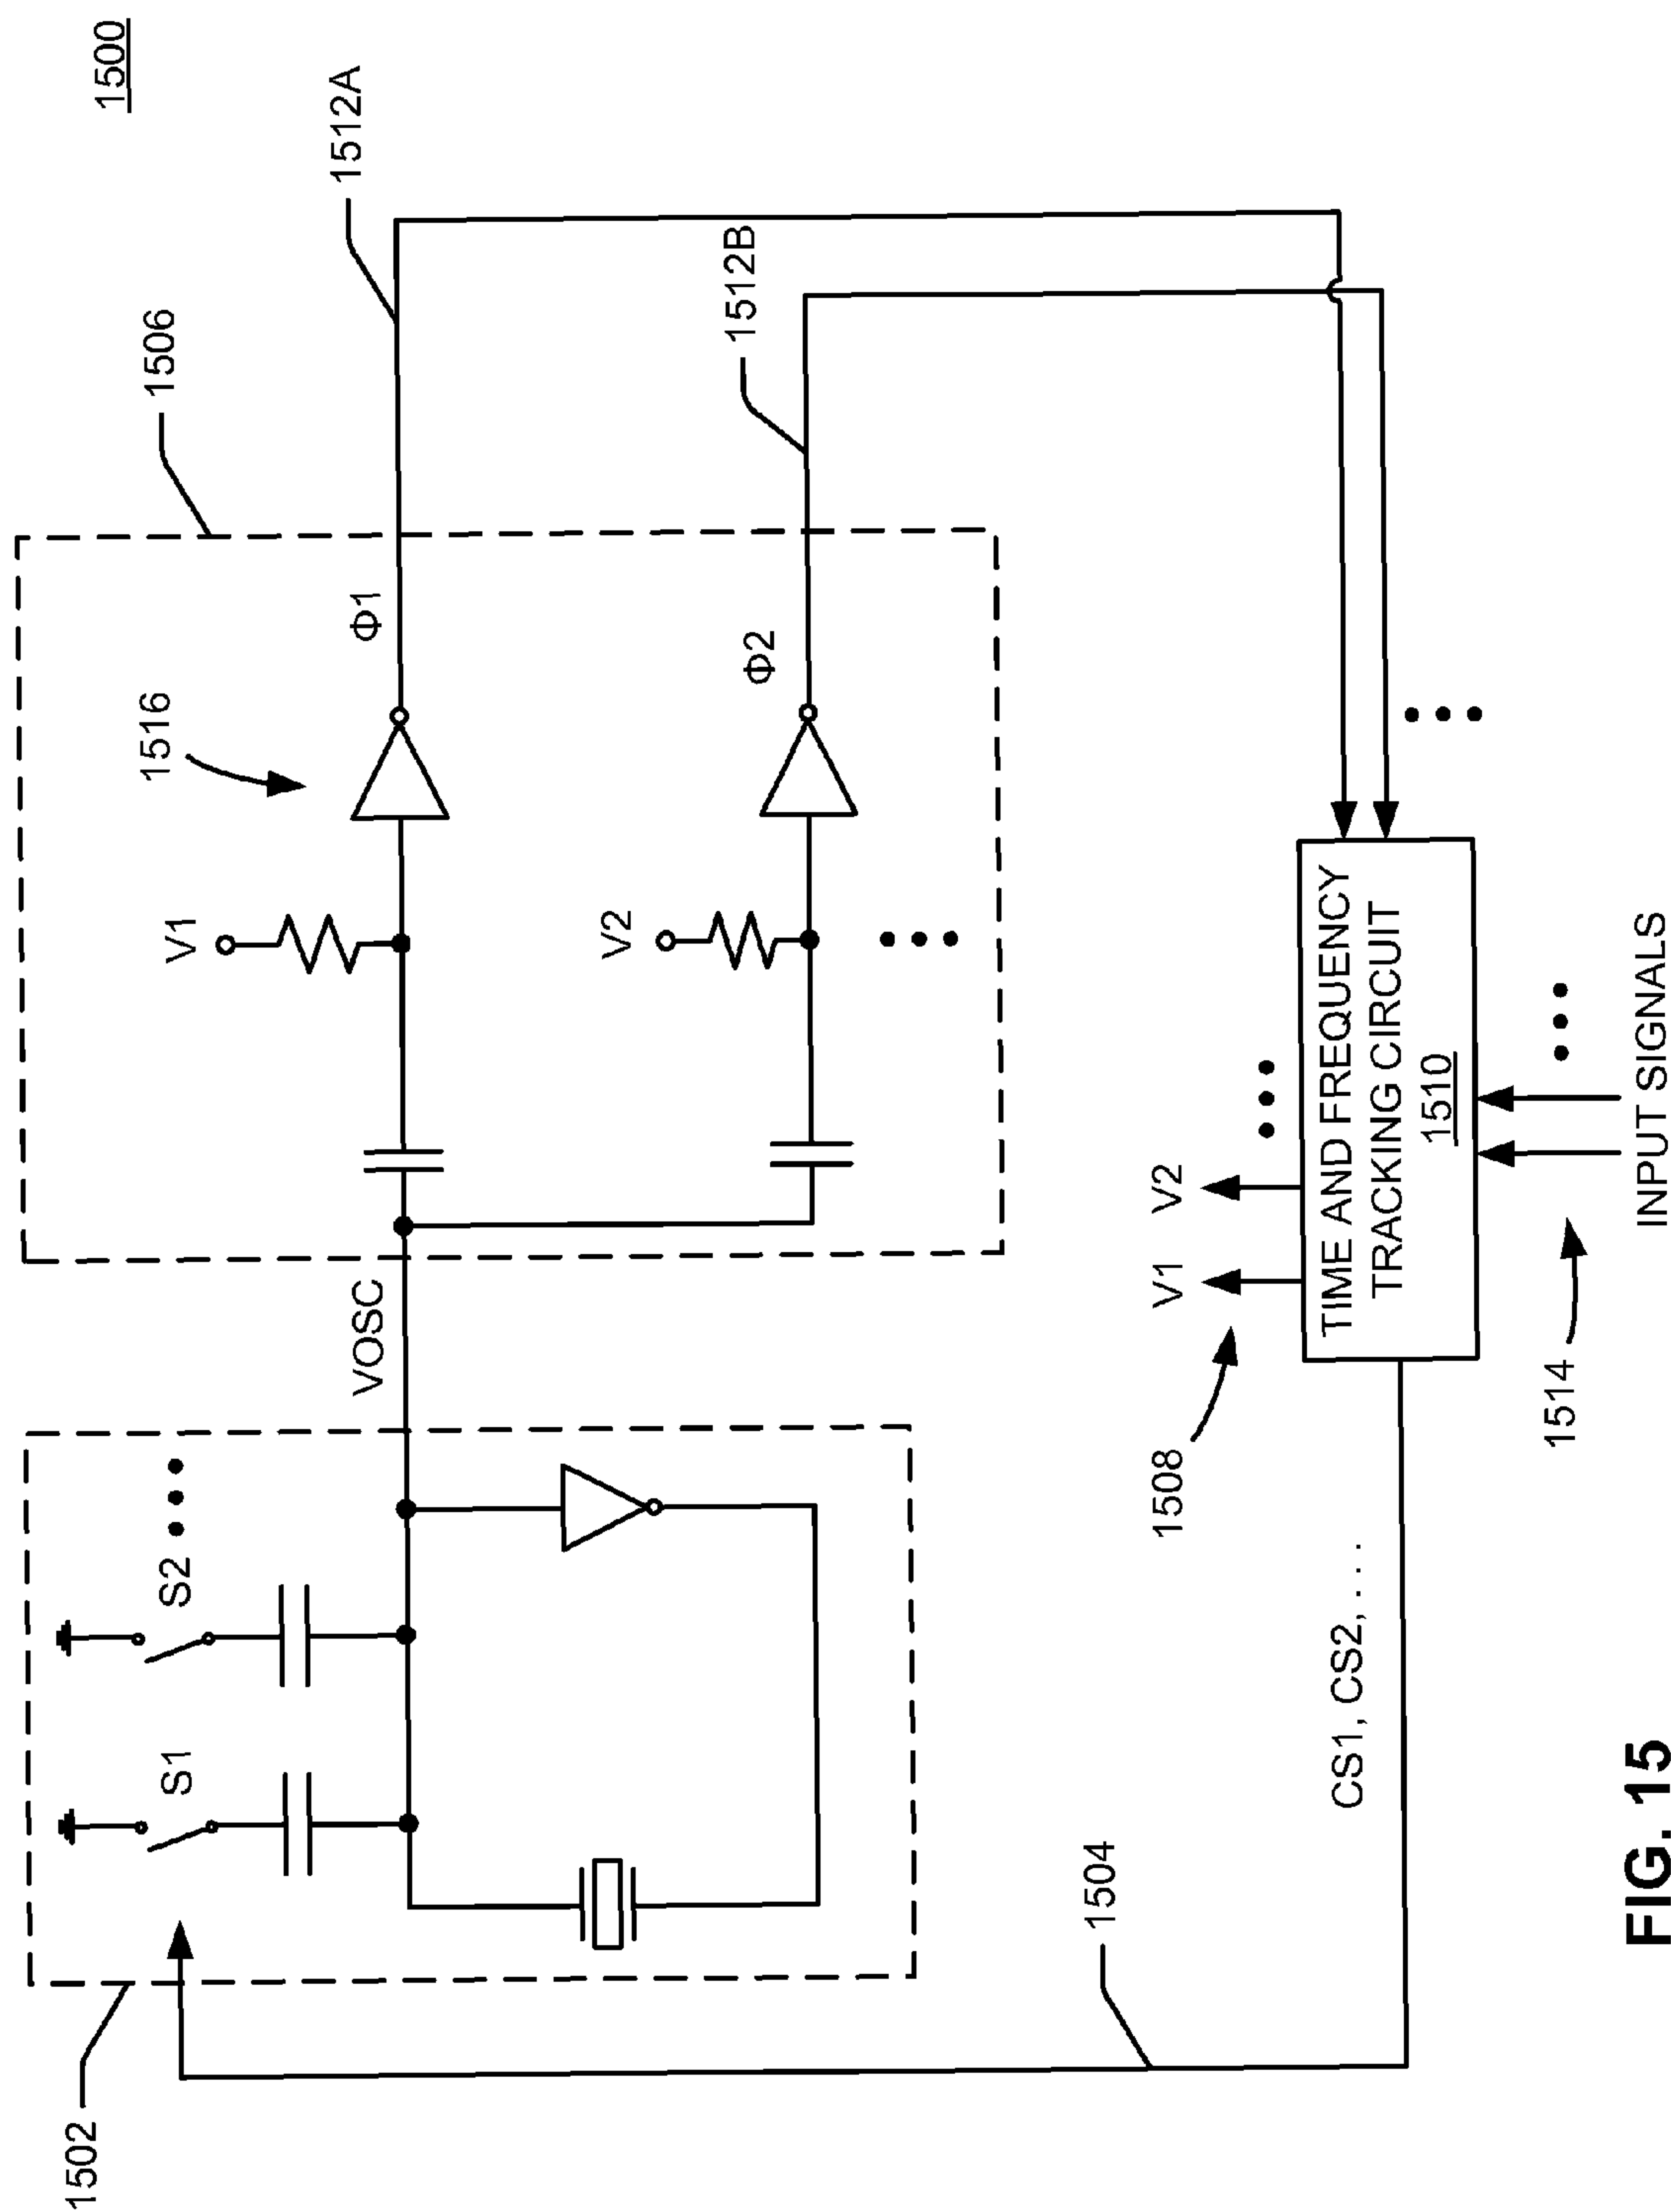 1500
1502
S1
S2
VOSC
1506
V1
1516
Φ1
1512A
V2
Φ2
1512B
1504
CS1, CS2, . . .
1508
V1
V2
TIME AND FREQUENCY
TRACKING CIRCUIT
1510
1514
INPUT SIGNALS
FIG. 15